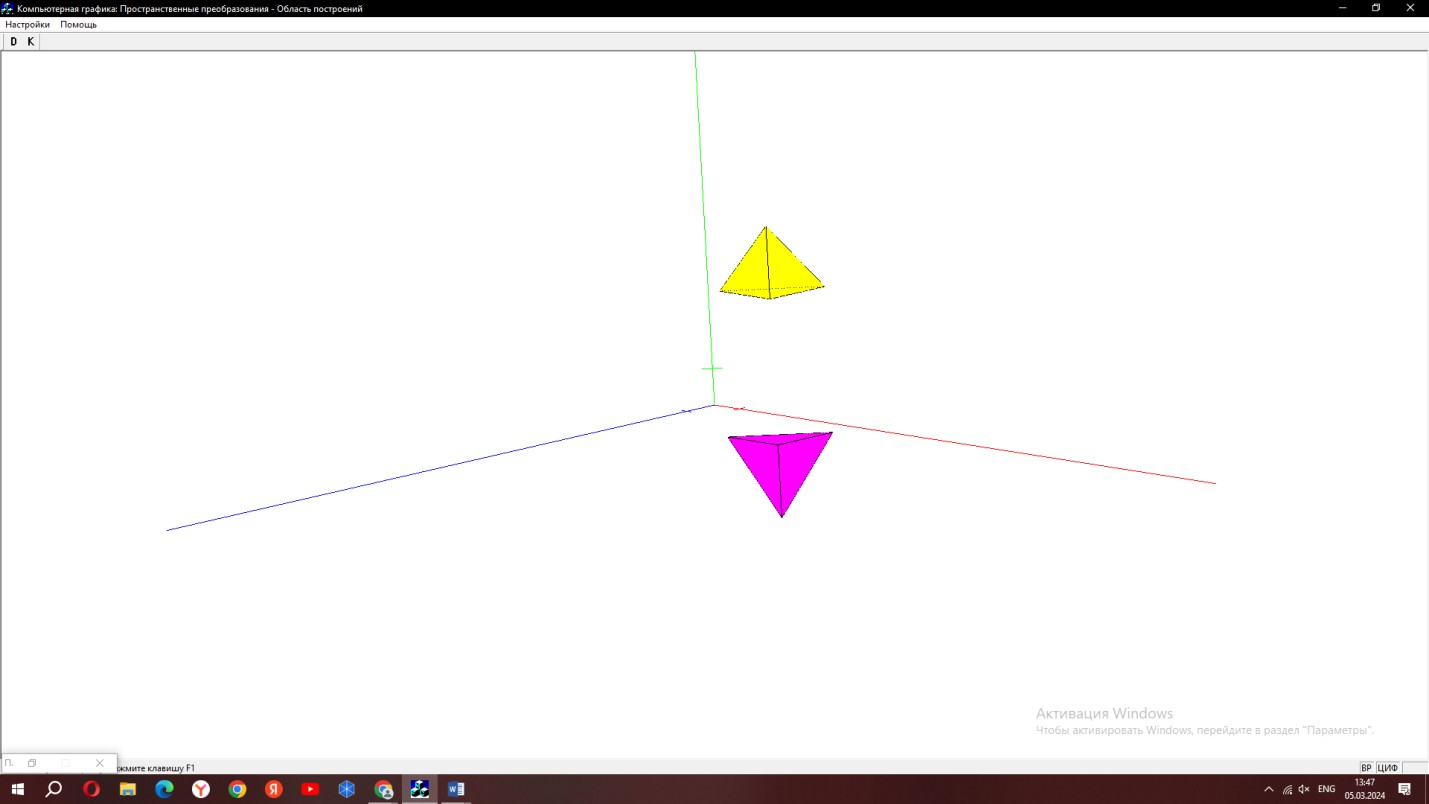 Компьютерная графика: Пространственные преобразования - Область построений
Настройки Помощь
D K
Активация Windows
Чтобы активировать Windows, перейдите в раздел "Параметры".
П.
жмите клавишу F1
ВР ЦИФ
ENG
13:47
05.03.2024